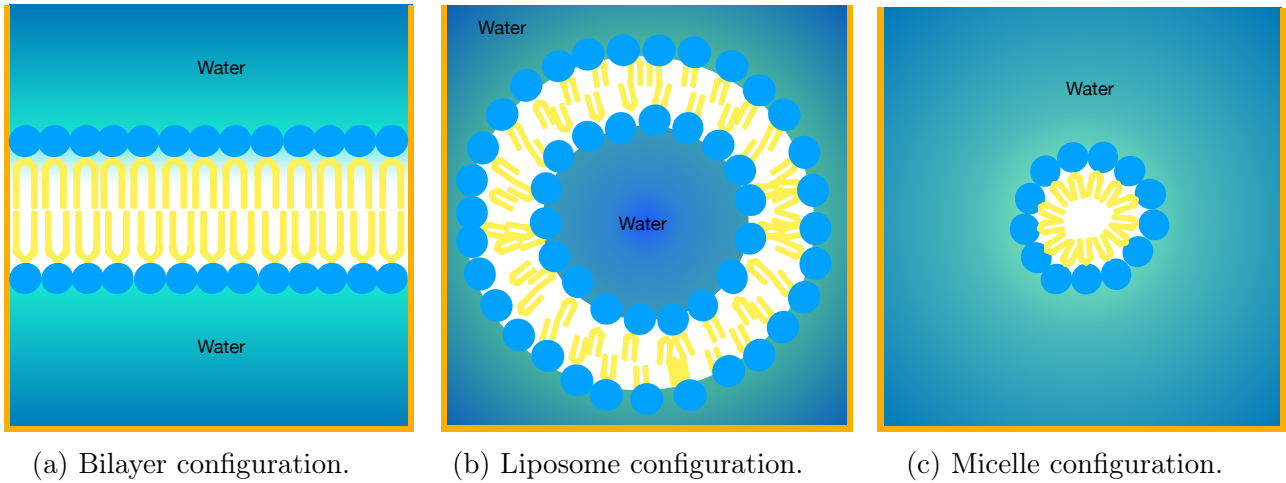 Water
Water
Water
Water
Water
(a) Bilayer configuration.
(b) Liposome configuration.
(c) Micelle configuration.